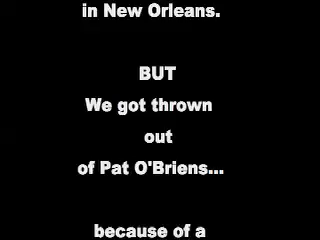 in New Orleans.
BUT
We got thrown
out
of Pat O'Briens...
because of a